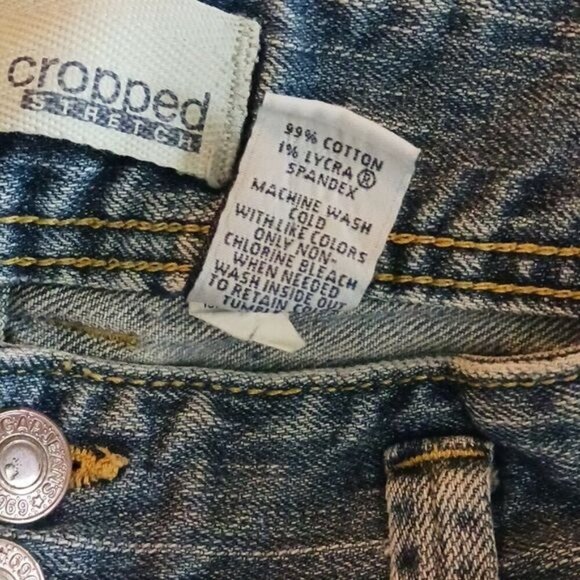 cropped
STRETCH
99% COTTON
1% LYCRA®
SPANDEX
MACHINE WASH
COLD
WITH LIKE COLORS
ONLY NON-
CHLORINE BLEACH
WHEN NEEDED
WASH INSIDE OUT
TO RETAIN
1969